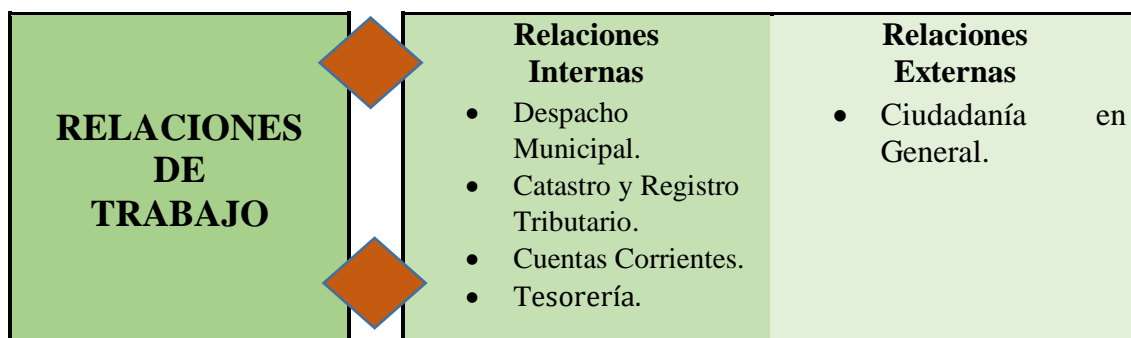 RELACIONES
DE
TRABAJO
Relaciones
Internas
• Despacho
Municipal.
• Catastro y Registro
Tributario.
• Cuentas Corrientes.
• Tesorería.
Relaciones
Externas
• Ciudadanía en
General.